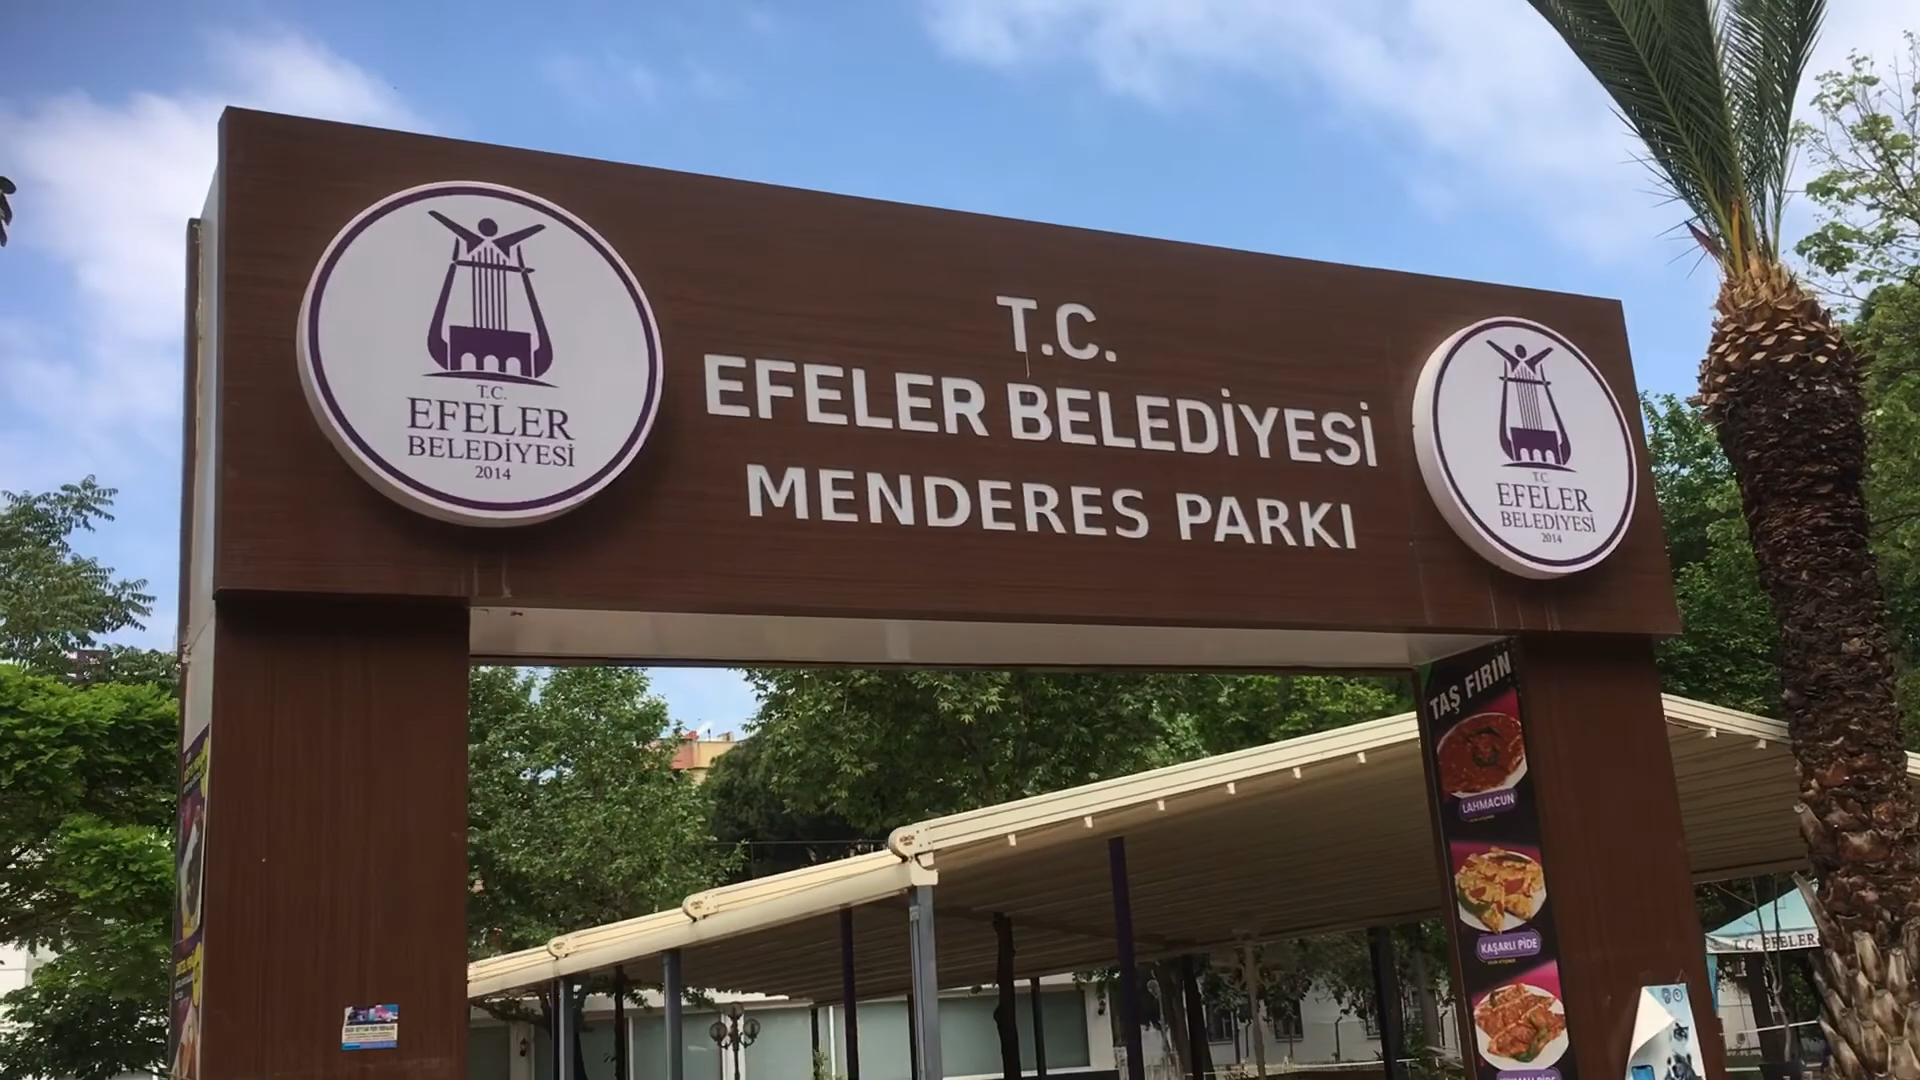 T.C.
EFELER BELEDİYESİ
MENDERES PARKI
T.C.
EFELER
BELEDİYESİ
2014
T.C.
EFELER
BELEDİYESİ
2014
TAŞ FIRIN
LAHMACUN
KAŞARLI PİDE
T.C. EFELER